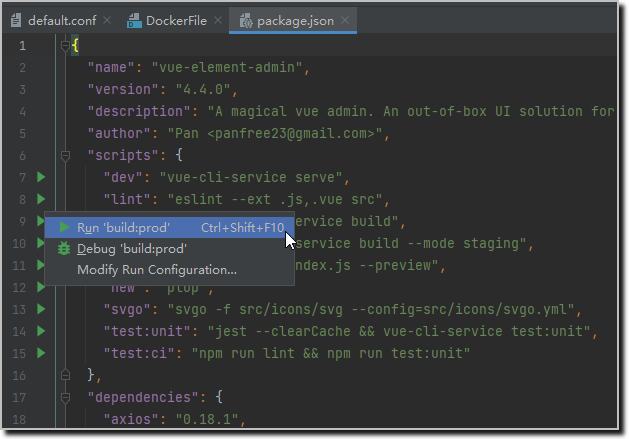 default.conf DockerFile package.json
1 {
2 "name": "vue-element-admin",
3 "version": "4.4.0",
4 "description": "A magical vue admin. An out-of-box UI solution for
5 "author": "Pan <panfree23@gmail.com>",
6 "scripts": {
7 "dev": "vue-cli-service serve",
8 "lint": "eslint --ext .js,.vue src",
9 service build",
Run 'build:prod' Ctrl+Shift+F10
10 service build --mode staging",
Debug 'build:prod'
11 ndex.js --preview",
Modify Run Configuration...
12 "new": "plop",
13 "svgo": "svgo -f src/icons/svg --config=src/icons/svgo.yml",
14 "test:unit": "jest --clearCache && vue-cli-service test:unit",
15 "test:ci": "npm run lint && npm run test:unit"
16 },
17 "dependencies": {
18 "axios": "0.18.1",